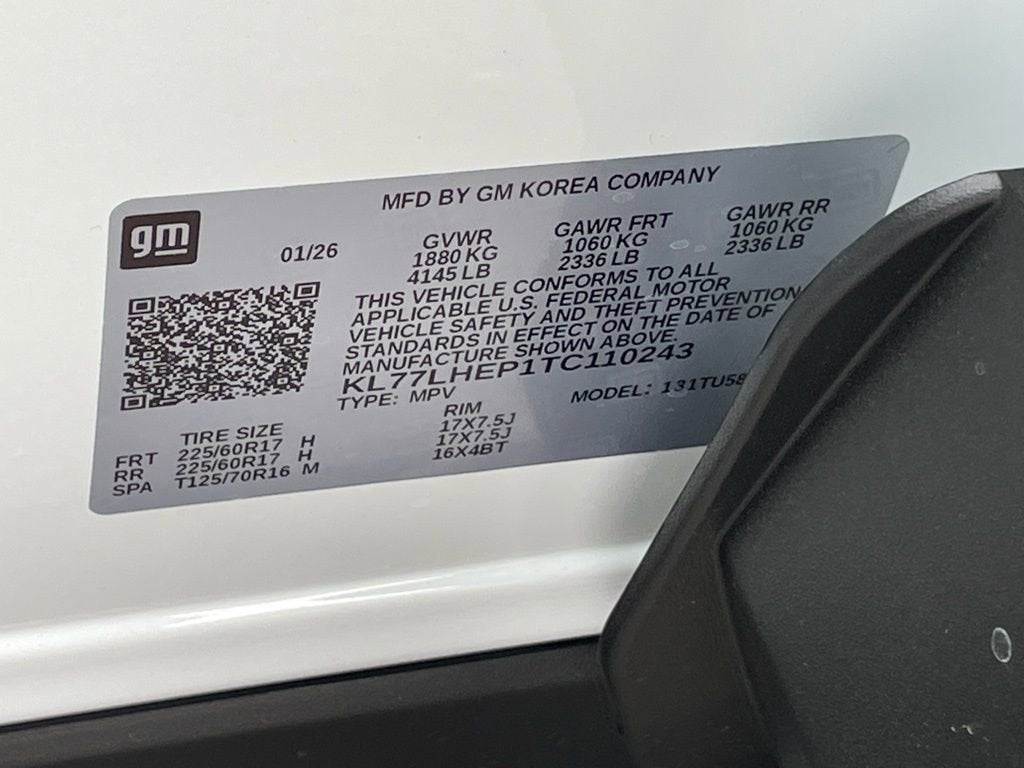 MFD BY GM KOREA COMPANY
gm
01/26
GVWR GAWR FRT GAWR RR
1880 KG 1060 KG 1060 KG
4145 LB 2336 LB 2336 LB
THIS VEHICLE CONFORMS TO ALL
APPLICABLE U.S. FEDERAL MOTOR
VEHICLE SAFETY AND THEFT PREVENTION
STANDARDS IN EFFECT ON THE DATE OF
MANUFACTURE SHOWN ABOVE.
KL77LHEP1TC110243
TYPE: MPV MODEL: 131TU58
TIRE SIZE RIM
FRT 225/60R17 H 17X7.5J
RR 225/60R17 H 17X7.5J
SPA T125/70R16 M 16X4BT